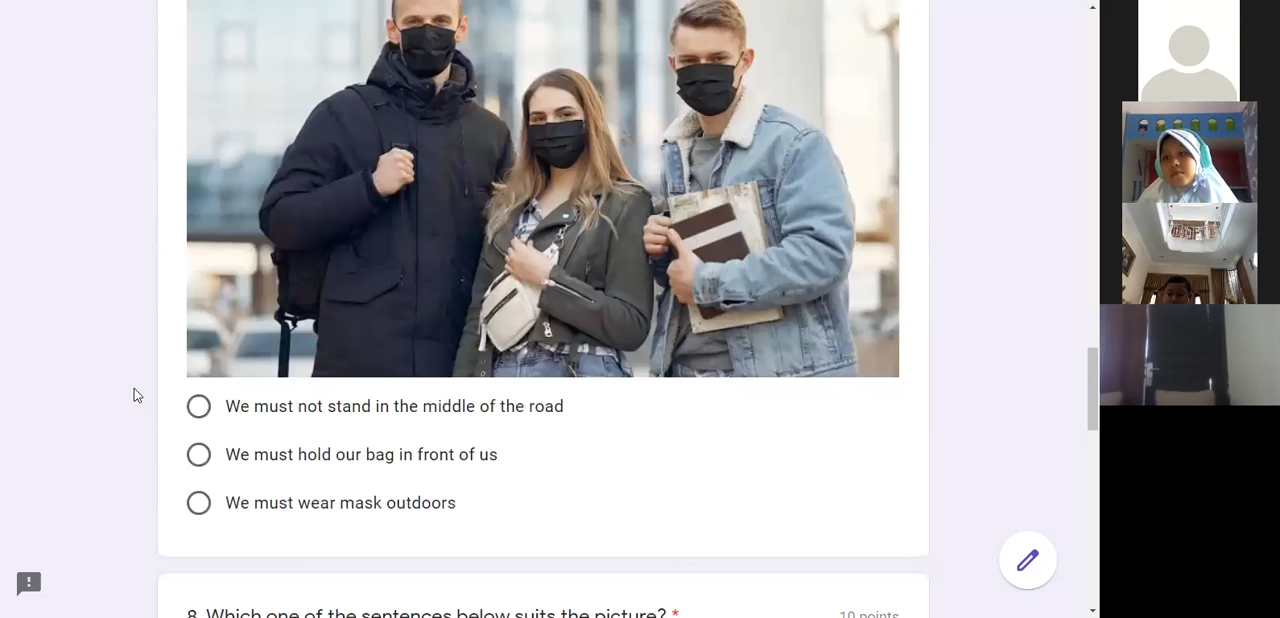 We must not stand in the middle of the road
We must hold our bag in front of us
We must wear mask outdoors
8. Which one of the sentences below suits the picture? *
10 points